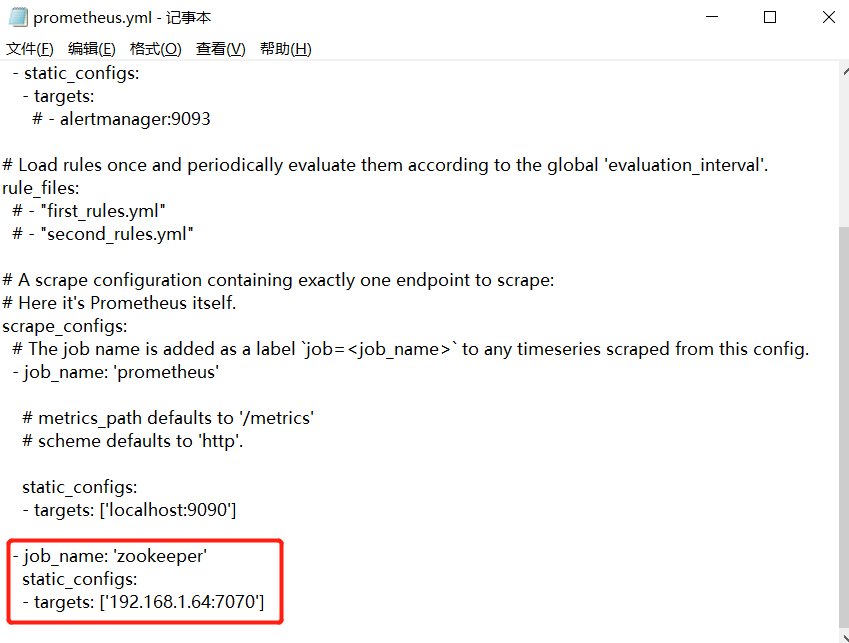 prometheus.yml - 记事本
文件(F) 编辑(E) 格式(O) 查看(V) 帮助(H)
- static_configs:
- targets:
# - alertmanager:9093
# Load rules once and periodically evaluate them according to the global 'evaluation_interval'.
rule_files:
# - "first_rules.yml"
# - "second_rules.yml"
# A scrape configuration containing exactly one endpoint to scrape:
# Here it's Prometheus itself.
scrape_configs:
# The job name is added as a label `job=<job_name>` to any timeseries scraped from this config.
- job_name: 'prometheus'
# metrics_path defaults to '/metrics'
# scheme defaults to 'http'.
static_configs:
- targets: ['localhost:9090']
- job_name: 'zookeeper'
static_configs:
- targets: ['192.168.1.64:7070']